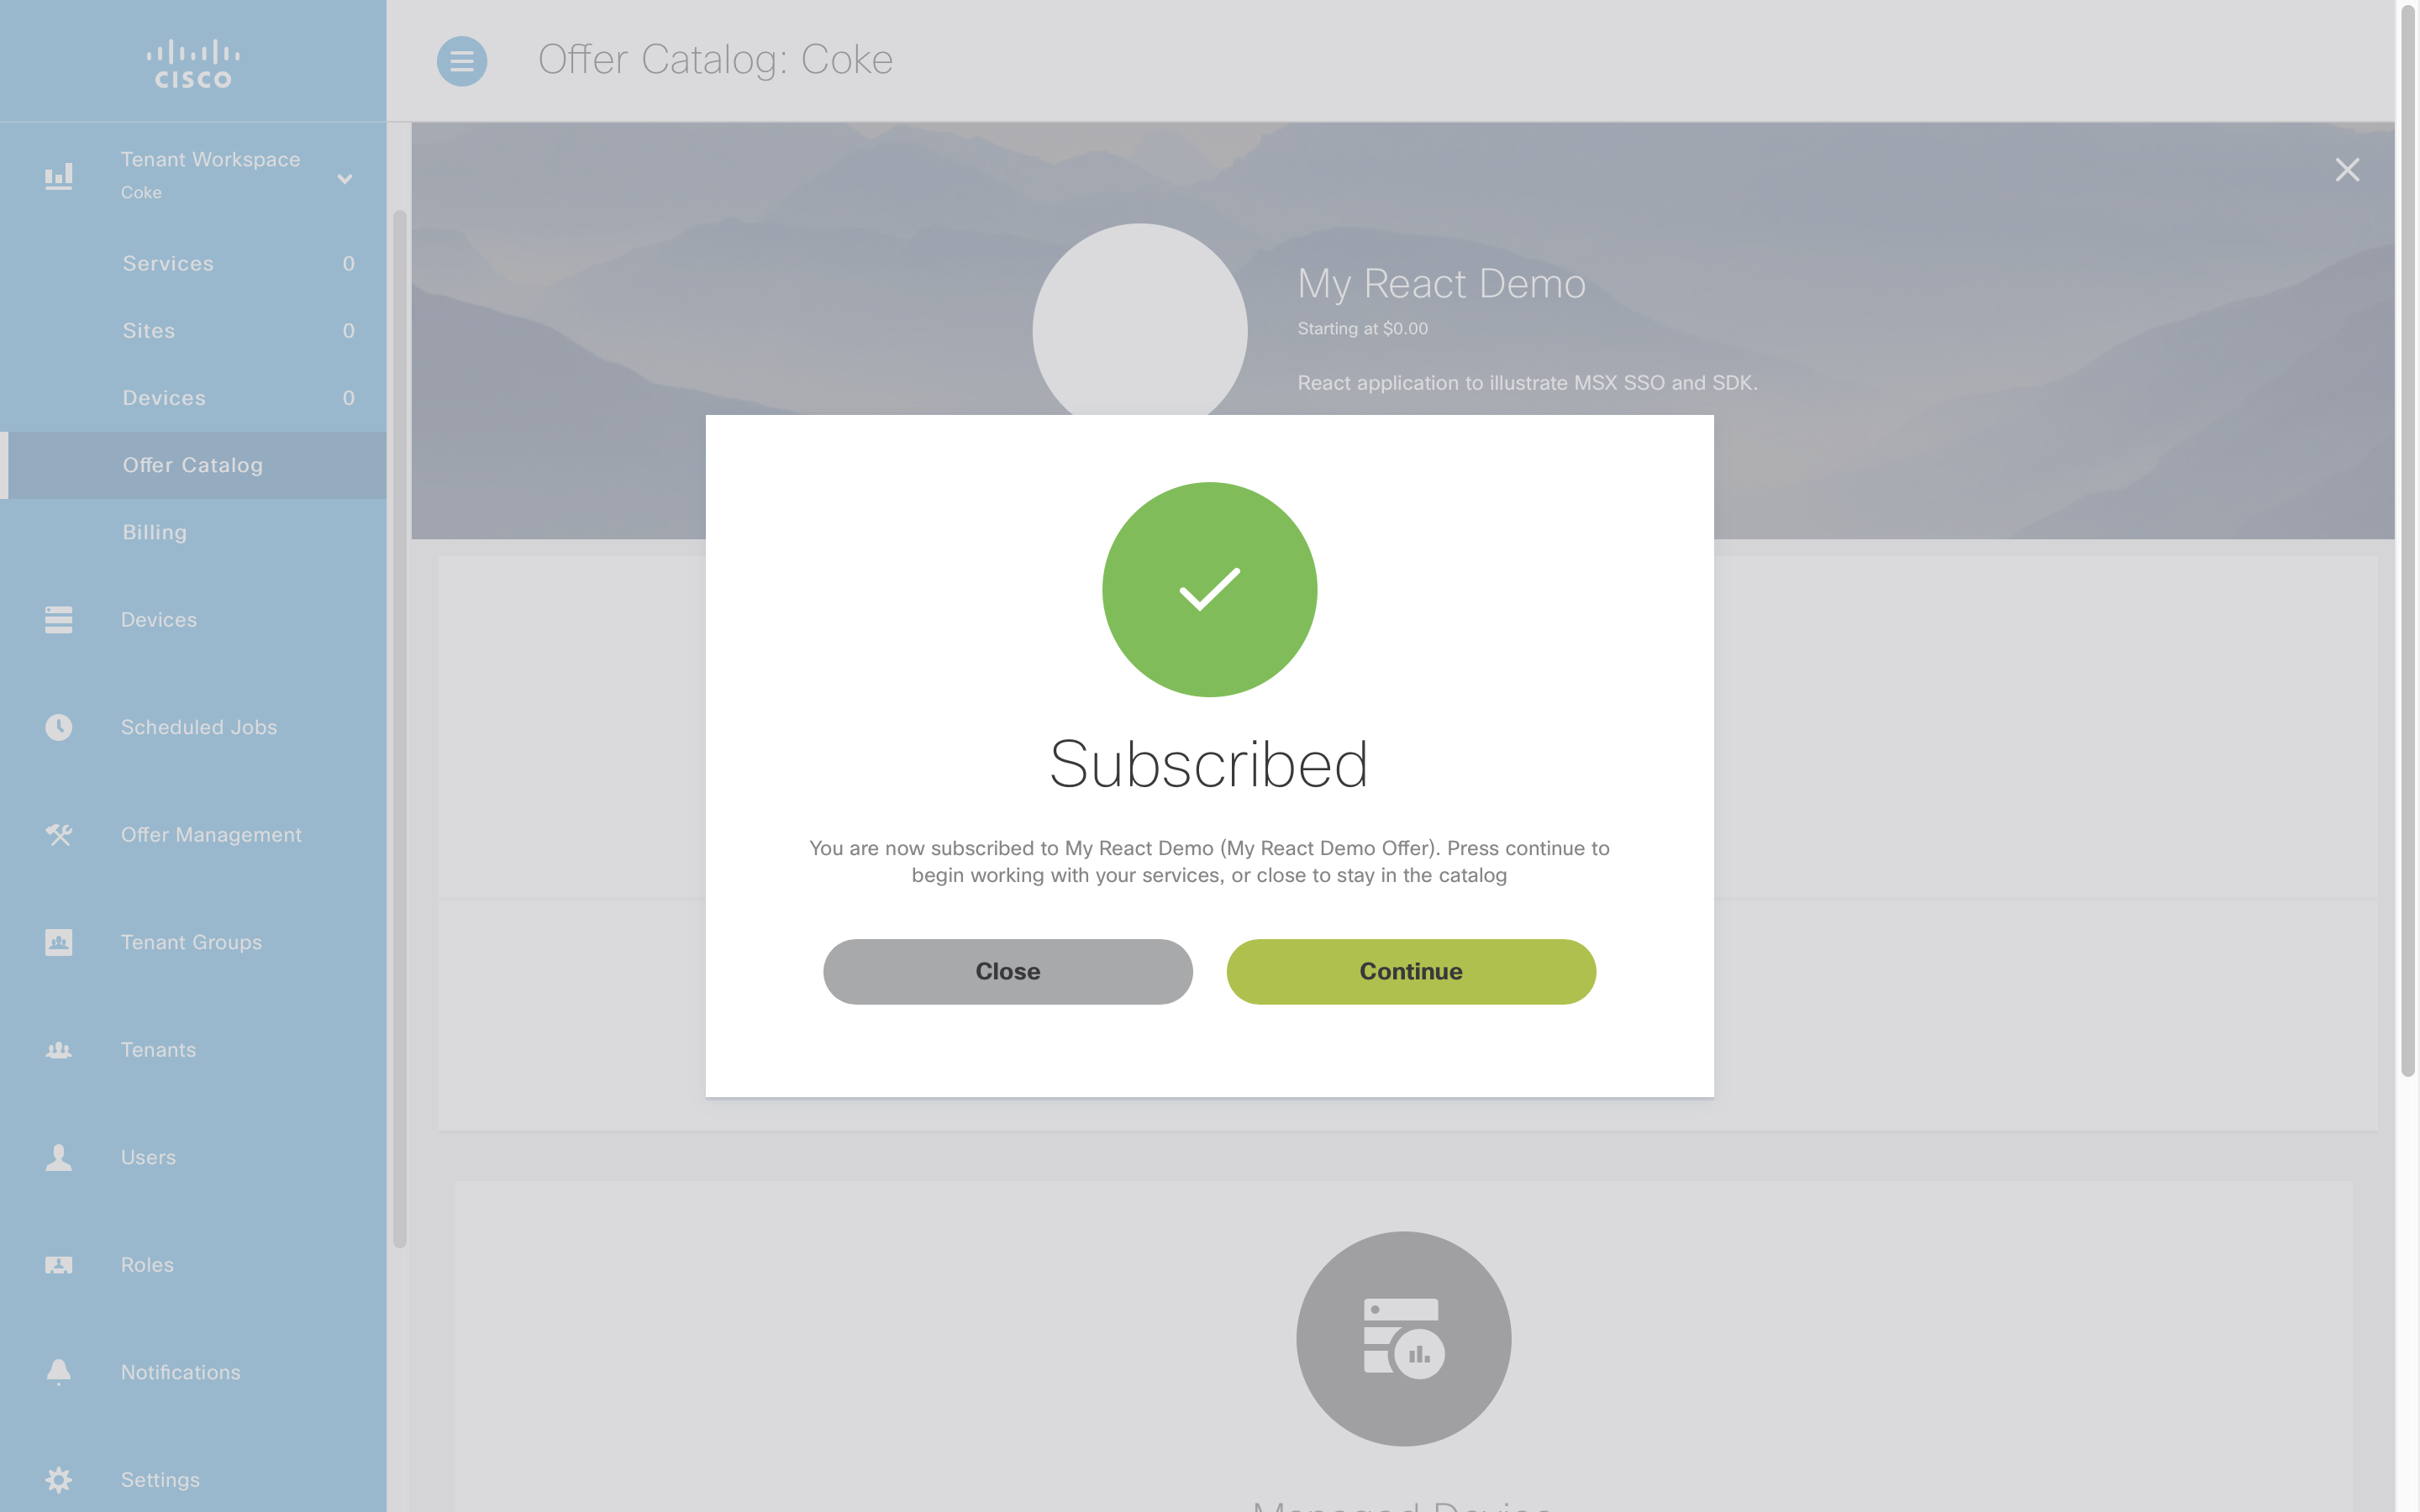 CISCO
Offer Catalog: Coke
Tenant Workspace
Coke
Services 0
Sites 0
Devices 0
Offer Catalog
Billing
Devices
Scheduled Jobs
Offer Management
Tenant Groups
Tenants
Users
Roles
Notifications
Settings
My React Demo
Starting at $0.00
React application to illustrate MSX SSO and SDK.
Subscribed
You are now subscribed to My React Demo (My React Demo Offer). Press continue to
begin working with your services, or close to stay in the catalog
Close
Continue
Managed Device